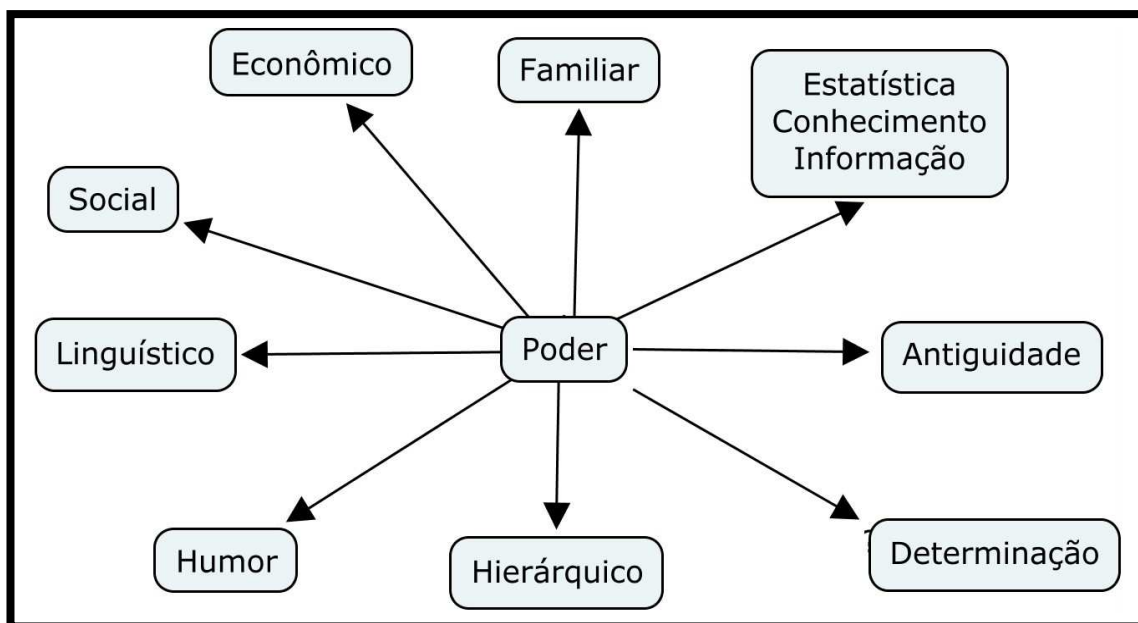 Econômico
Familiar
Estatística
Conhecimento
Informação
Social
Linguístico
Poder
Antiguidade
Humor
Hierárquico
Determinação